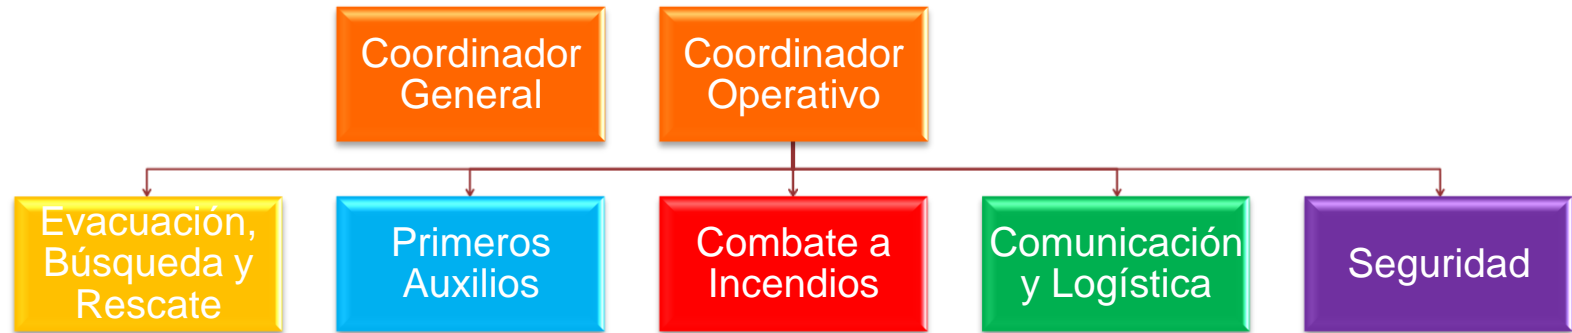 Coordinador
General
Coordinador
Operativo
Evacuación,
Búsqueda y
Rescate
Primeros
Auxilios
Combate a
Incendios
Comunicación
y Logística
Seguridad